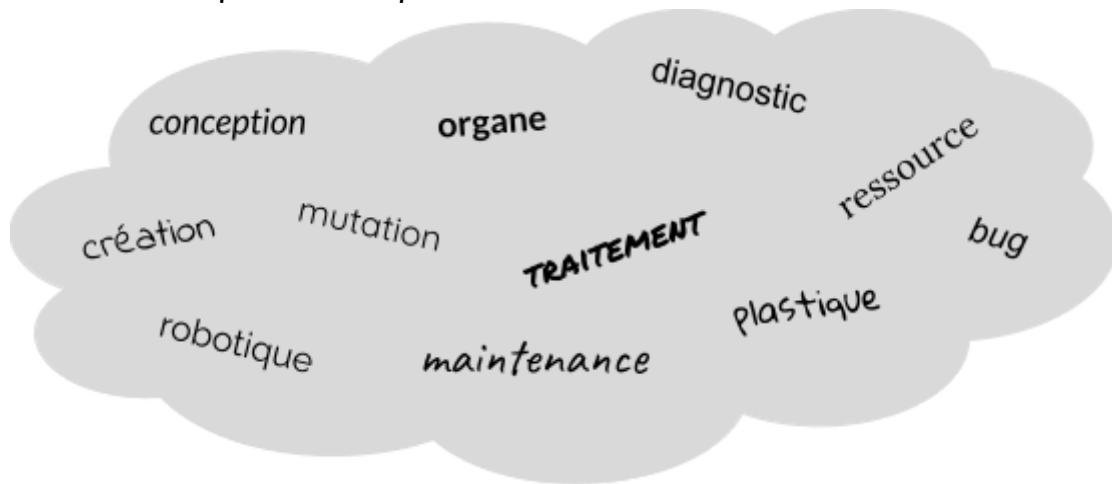 conception
organe
diagnostic
ressource
création
mutation
TRAITEMENT
bug
robotique
maintenance
plastique